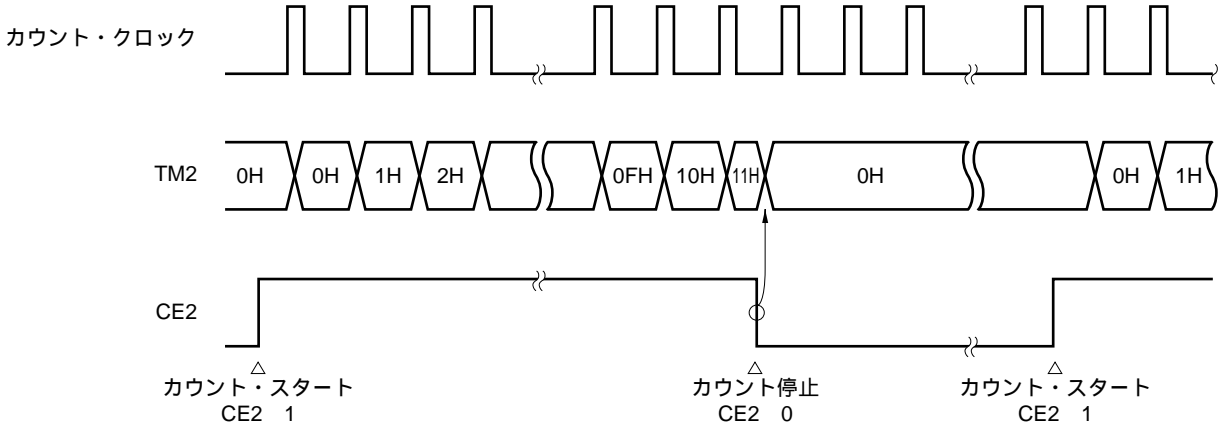 カウント・クロック
TM2
0H 0H 1H 2H 0FH 10H 11H 0H 0H 1H
CE2
カウント・スタート カウント停止 カウント・スタート
CE2 1 CE2 0 CE2 1